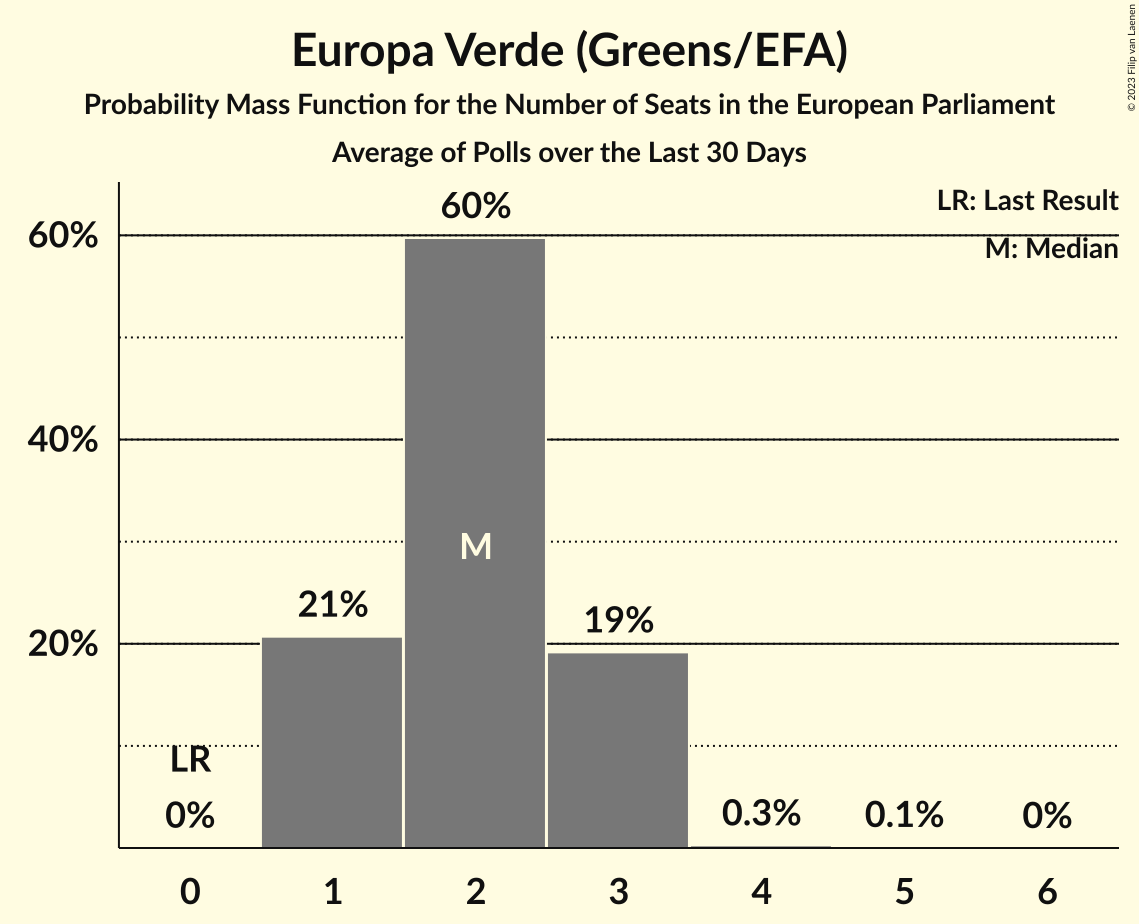 Europa Verde (Greens/EFA)
Probability Mass Function for the Number of Seats in the European Parliament
Average of Polls over the Last 30 Days
© 2023 Filip van Laenen
LR: Last Result
M: Median
60%
40%
20%
60%
M
21%
19%
LR
0%
0.3%
0.1%
0%
0 1 2 3 4 5 6